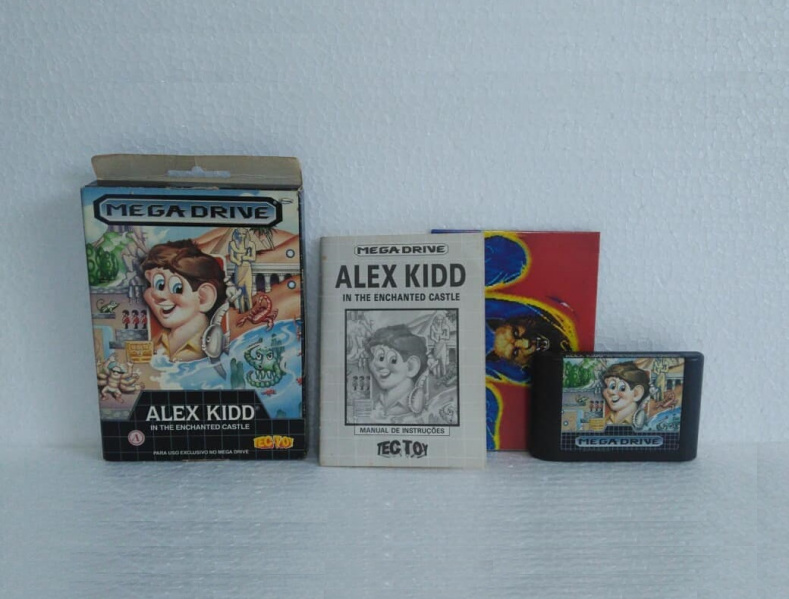 MEGA DRIVE
ALEX KIDD
IN THE ENCHANTED CASTLE
A
TEC TOY
PARA USO EXCLUSIVO NO MEGA DRIVE
MEGA DRIVE
ALEX KIDD
IN THE ENCHANTED CASTLE
MANUAL DE INSTRUÇÕES
TEC TOY
MEGA DRIVE